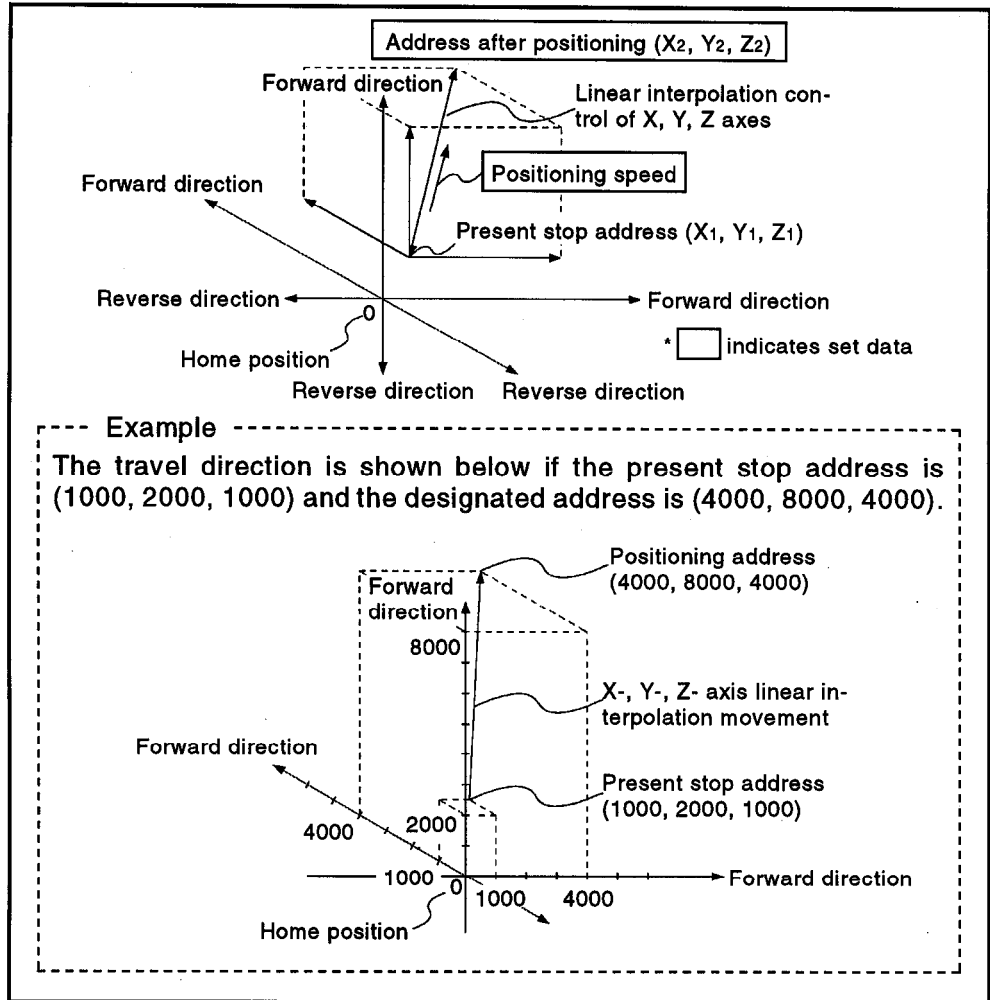 Address after positioning (X2, Y2, Z2)
Forward direction
Linear interpolation con-
trol of X, Y, Z axes
Forward direction
Positioning speed
Present stop address (X1, Y1, Z1)
Reverse direction
Forward direction
0
Home position
* indicates set data
Reverse direction
Reverse direction
Example
The travel direction is shown below if the present stop address is
(1000, 2000, 1000) and the designated address is (4000, 8000, 4000).
Positioning address
(4000, 8000, 4000)
Forward
direction
8000
X-, Y-, Z- axis linear in-
terpolation movement
Forward direction
Present stop address
(1000, 2000, 1000)
4000
2000
1000
0
1000
4000
Forward direction
Home position